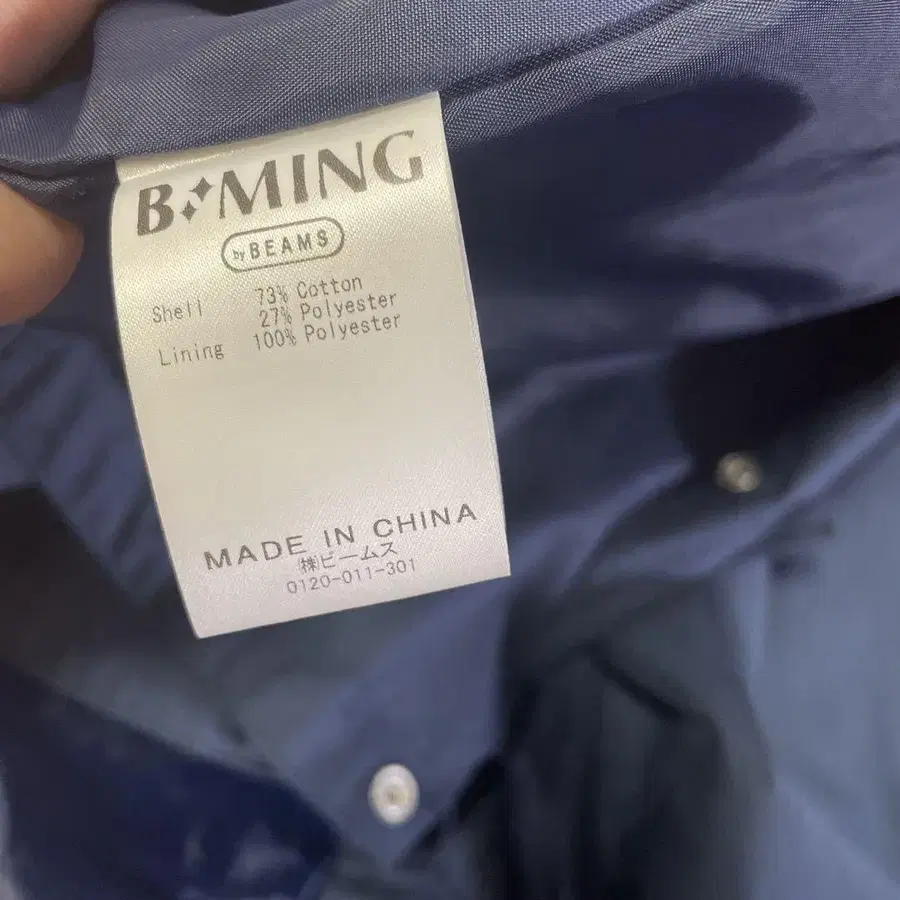 B:MING
by BEAMS
Shell 73% Cotton
27% Polyester
Lining 100% Polyester
MADE IN CHINA
㈱ビームス
0120-011-301